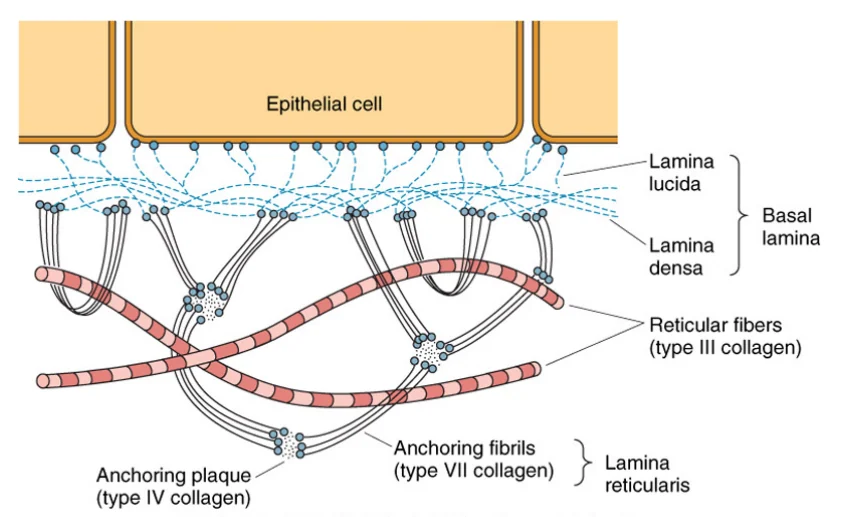 Epithelial cell
Lamina
lucida
Basal
lamina
Lamina
densa
Reticular fibers
(type III collagen)
Anchoring fibrils
(type VII collagen)
Lamina
reticularis
Anchoring plaque
(type IV collagen)